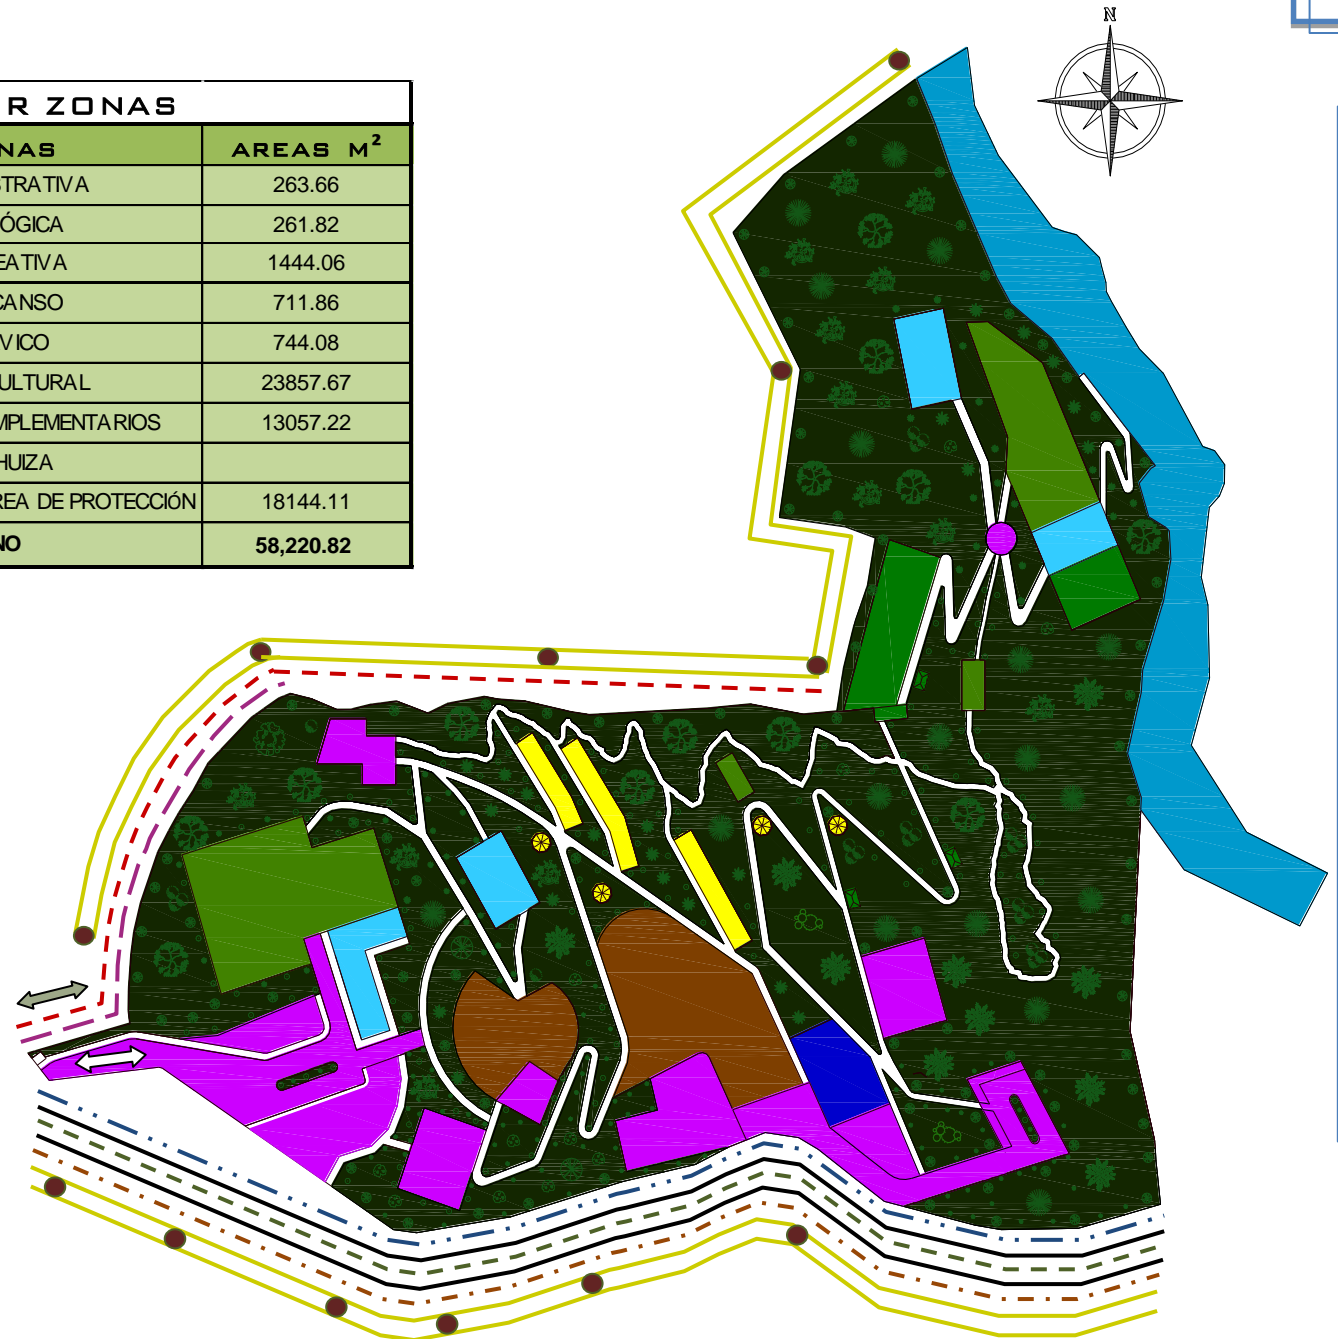 N
R ZONAS
NAS AREAS M²
STRATIVA 263.66
ÓGICA 261.82
EATIVA 1444.06
CANSO 711.86
VICO 744.08
ULTURAL 23857.67
MPLEMENTARIOS 13057.22
HUIZA
REA DE PROTECCIÓN 18144.11
NO 58,220.82